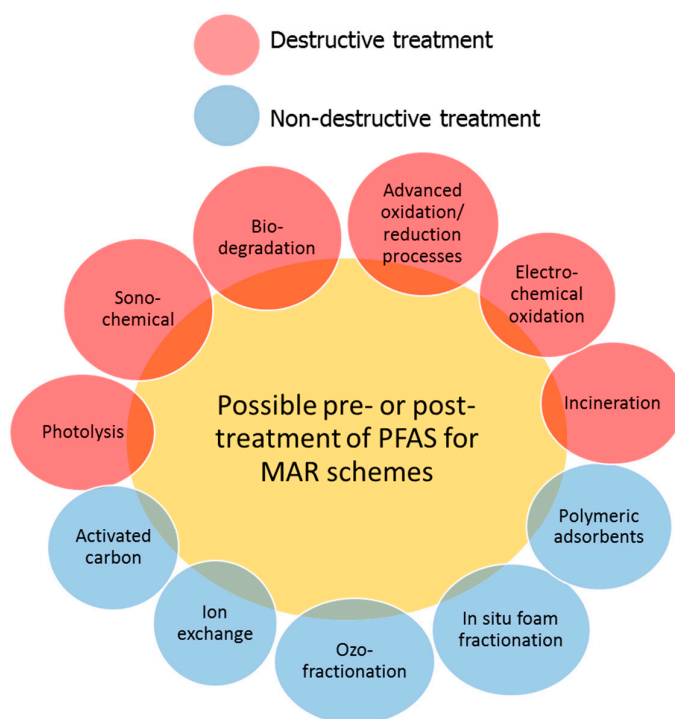 Destructive treatment
Non-destructive treatment
Advanced
oxidation/
reduction
processes
Bio-
degradation
Electro-
chemical
oxidation
Sono-
chemical
Incineration
Photolysis
Possible pre- or post-
treatment of PFAS for
MAR schemes
Polymeric
adsorbents
Activated
carbon
Ion
exchange
In situ foam
fractionation
Ozo-
fractionation